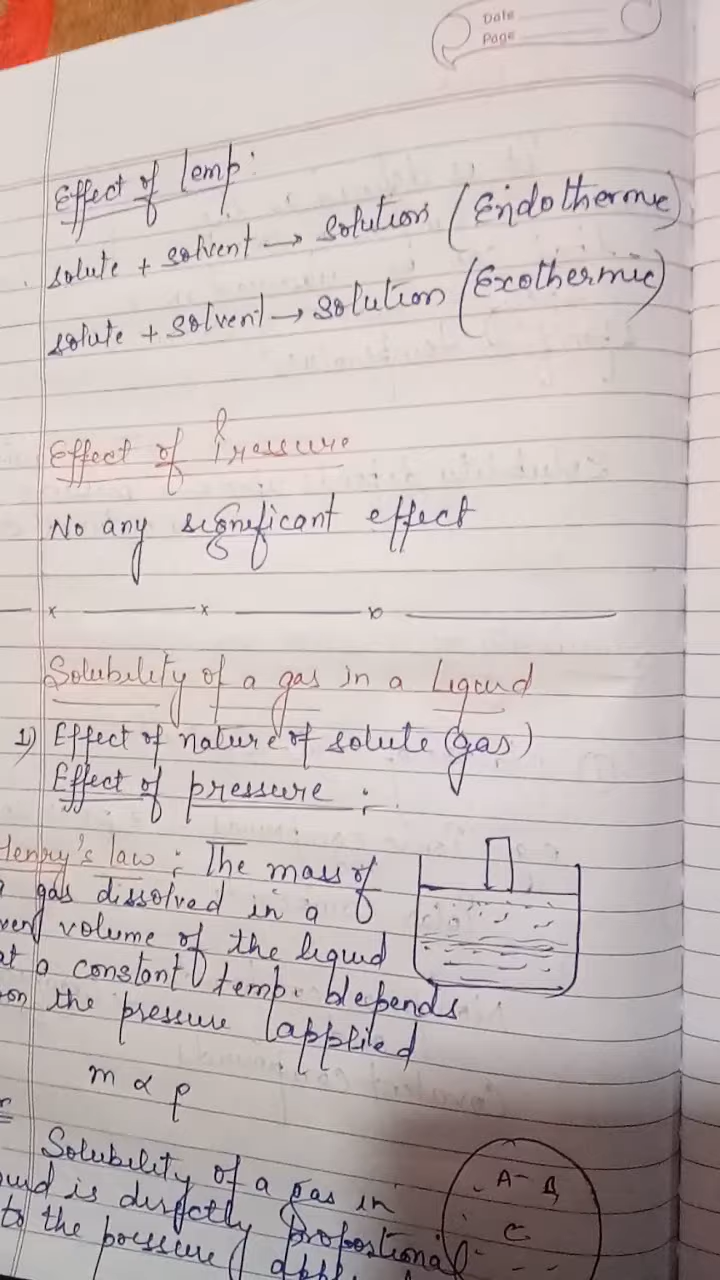 Date
Page
Effect of Temp:
solute + solvent → solution (Endothermic)
solute + solvent → solution (Exothermic)
Effect of Pressure
No any significant effect
x x
Solubility of a gas in a Liquid
1) Effect of nature of solute (gas)
Effect of pressure :
Henry's law : The mass of
gas dissolved in a
volume of the liquid
at a constant temp. depends
on the pressure applied
m ∝ p
Solubility of a gas in
is directly proportional
to the pressure
A - B
C